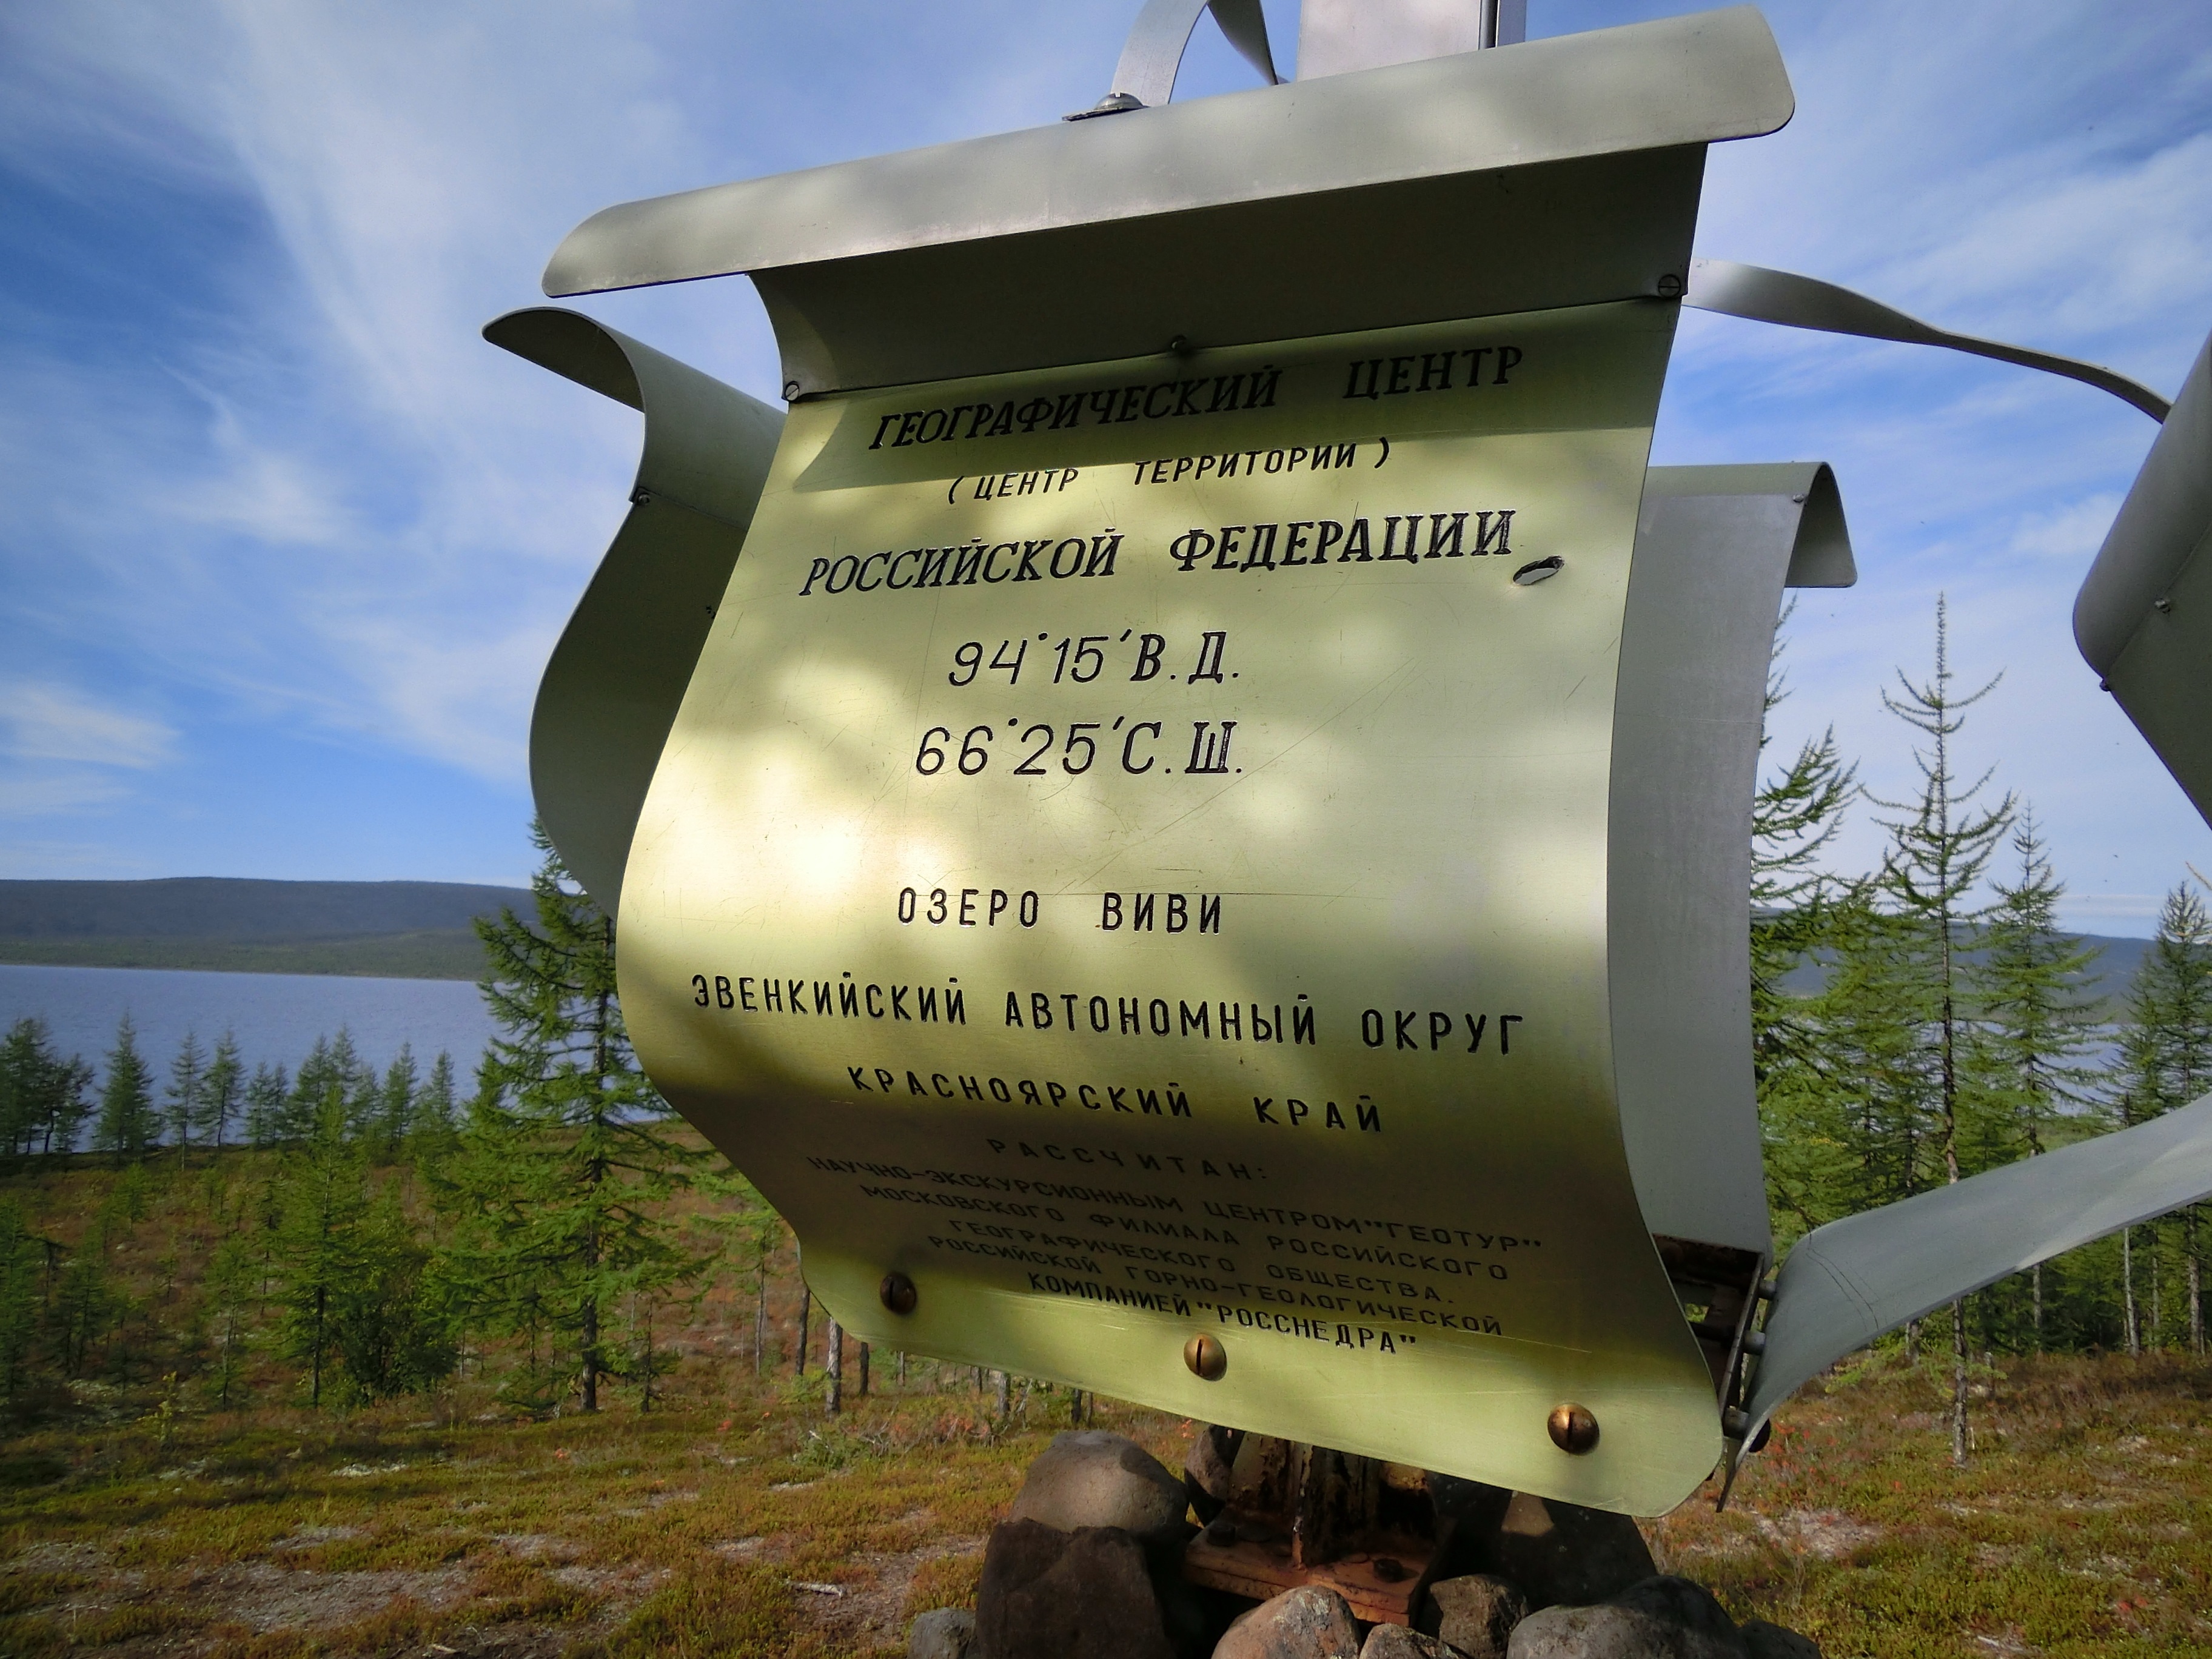 ГЕОГРАФИЧЕСКИЙ ЦЕНТР
(ЦЕНТР ТЕРРИТОРИИ)
РОССИЙСКОЙ ФЕДЕРАЦИИ
94°15′В.Д.
66°25′С.Ш.
ОЗЕРО ВИВИ
ЭВЕНКИЙСКИЙ АВТОНОМНЫЙ ОКРУГ
КРАСНОЯРСКИЙ КРАЙ
РАССЧИТАН:
НАУЧНО-ЭКСКУРСИОННЫМ ЦЕНТРОМ"ГЕОТУР"
МОСКОВСКОГО ФИЛИАЛА РОССИЙСКОГО
ГЕОГРАФИЧЕСКОГО ОБЩЕСТВА.
РОССИЙСКОЙ ГОРНО-ГЕОЛОГИЧЕСКОЙ
КОМПАНИЕЙ "РОССНЕДРА"